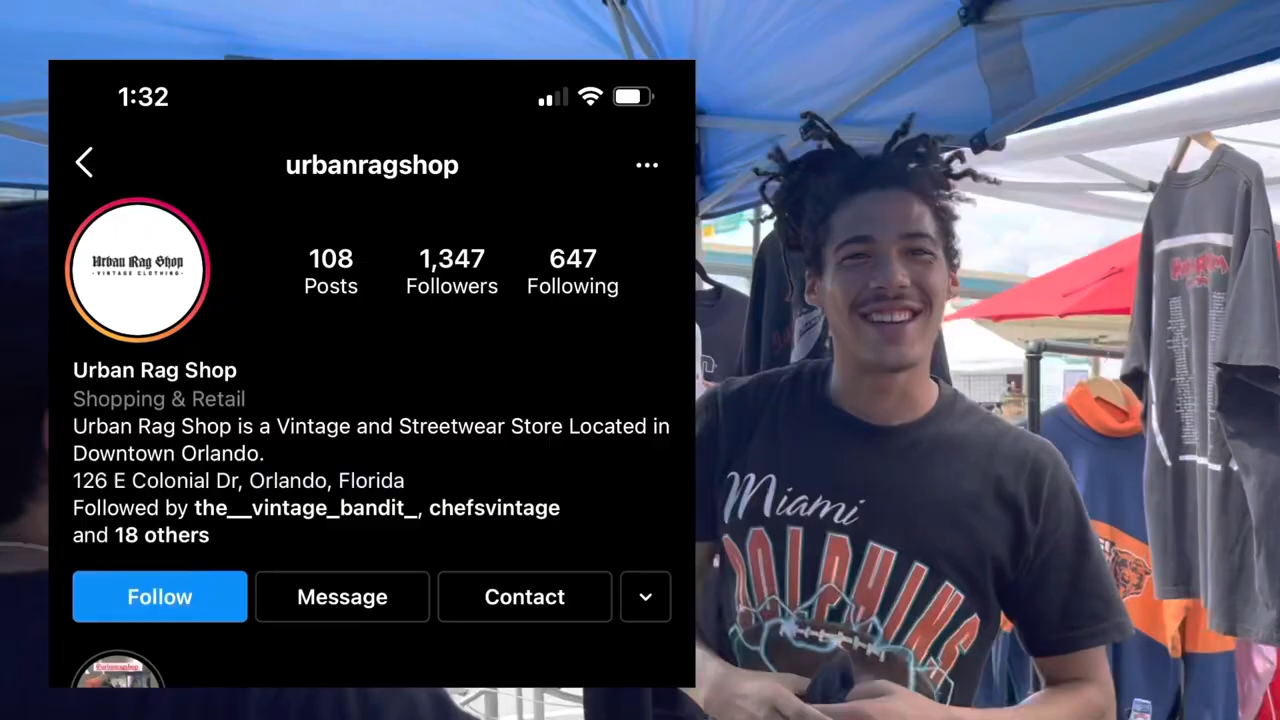 1:32
urbanragshop
108
Posts
1,347
Followers
647
Following
Urban Rag Shop
·VINTAGE CLOTHING·
Urban Rag Shop
Shopping & Retail
Urban Rag Shop is a Vintage and Streetwear Store Located in
Downtown Orlando.
126 E Colonial Dr, Orlando, Florida
Followed by the__vintage_bandit_, chefsvintage
and 18 others
Follow
Message
Contact
@urbanragshop
Miami
DOLPHINS